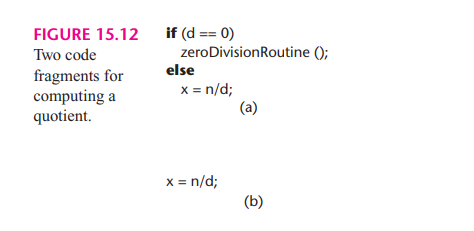 FIGURE 15.12
Two code
fragments for
computing a
quotient.
if (d == 0)
zeroDivisionRoutine ();
else
x = n/d;
(a)
x = n/d;
(b)